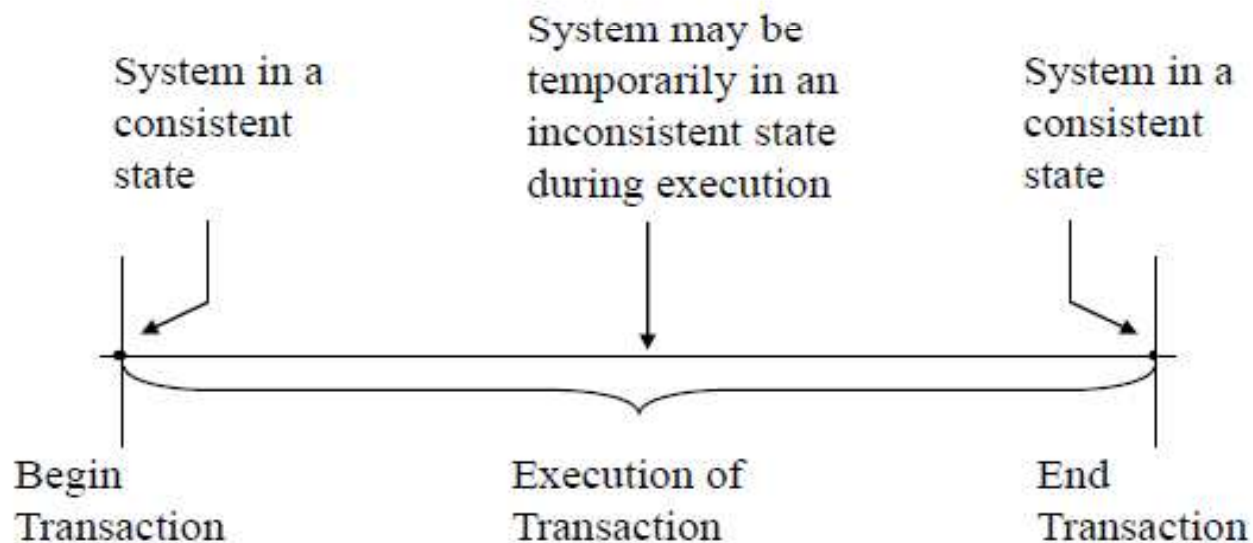 System in a
consistent
state
System may be
temporarily in an
inconsistent state
during execution
System in a
consistent
state
Begin
Transaction
Execution of
Transaction
End
Transaction